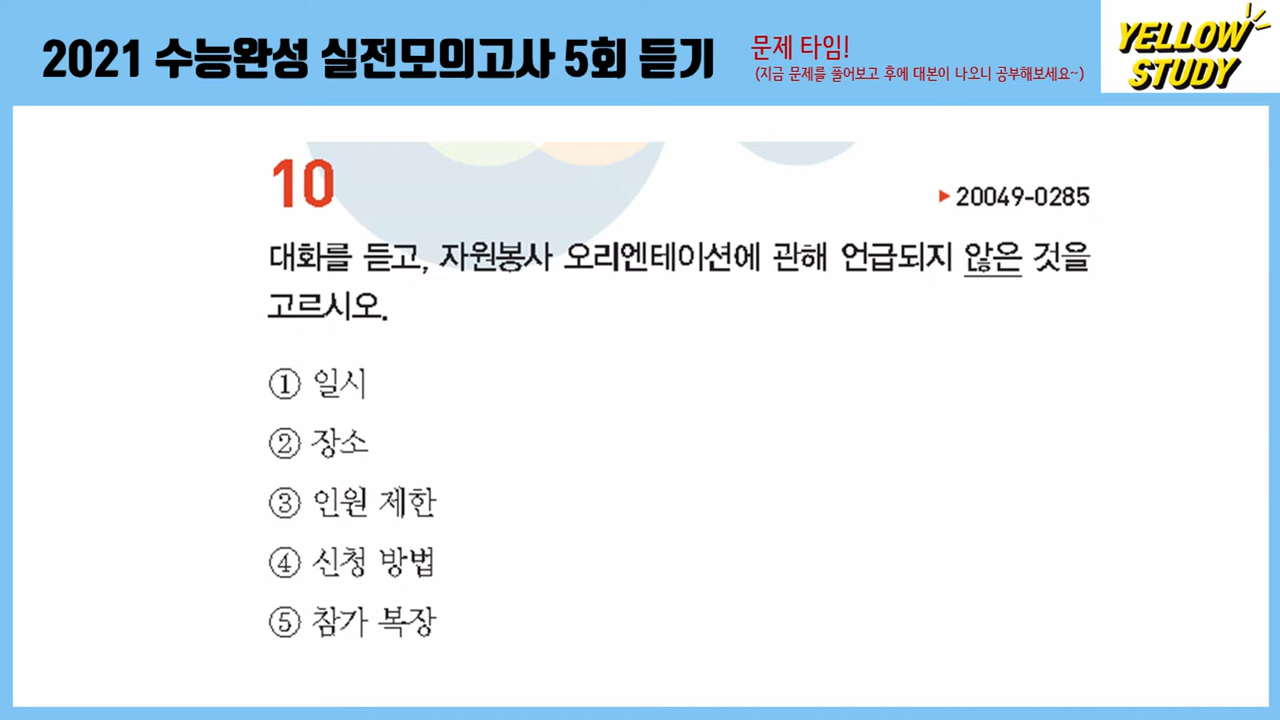 2021 수능완성 실전모의고사 5회 듣기
문제 타임!
(지금 문제를 풀어보고 후에 대본이 나오니 공부해보세요~)
YELLOW
STUDY
10
▶ 20049-0285
대화를 듣고, 자원봉사 오리엔테이션에 관해 언급되지 않은 것을
고르시오.
① 일시
② 장소
③ 인원 제한
④ 신청 방법
⑤ 참가 복장